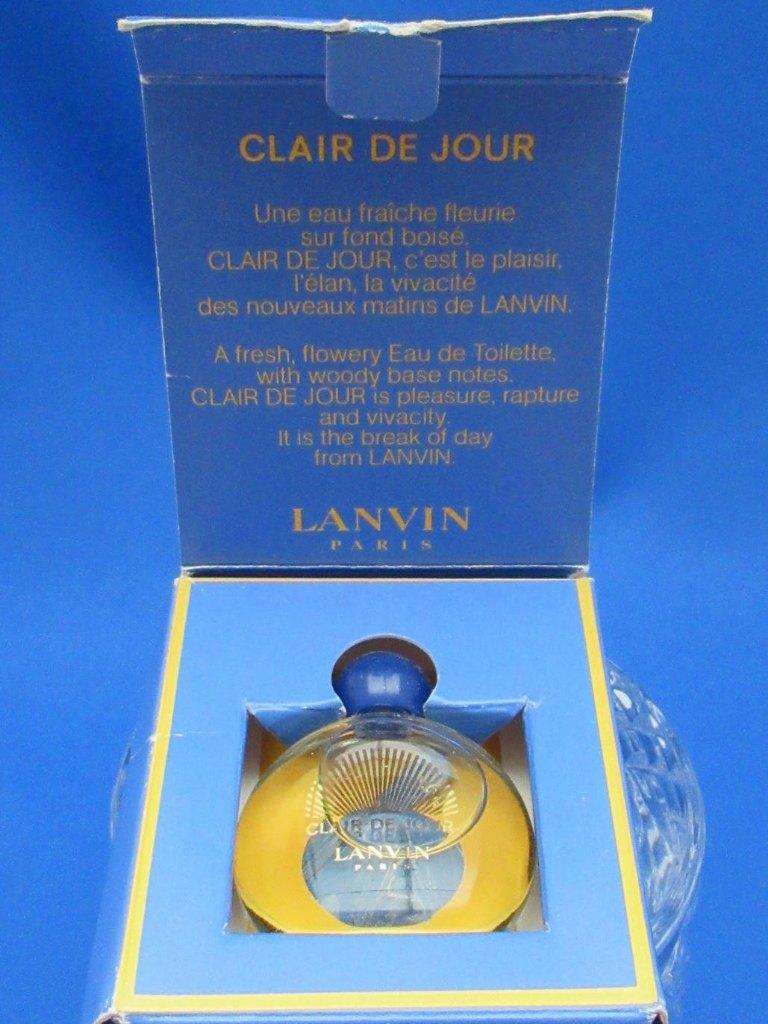 CLAIR DE JOUR
Une eau fraîche fleurie
sur fond boisé.
CLAIR DE JOUR, c'est le plaisir,
l'élan, la vivacité
des nouveaux matins de LANVIN.
A fresh, flowery Eau de Toilette,
with woody base notes.
CLAIR DE JOUR is pleasure, rapture
and vivacity.
It is the break of day
from LANVIN.
LANVIN
PARIS
CLAIR DE JOUR
LANVIN
PARIS